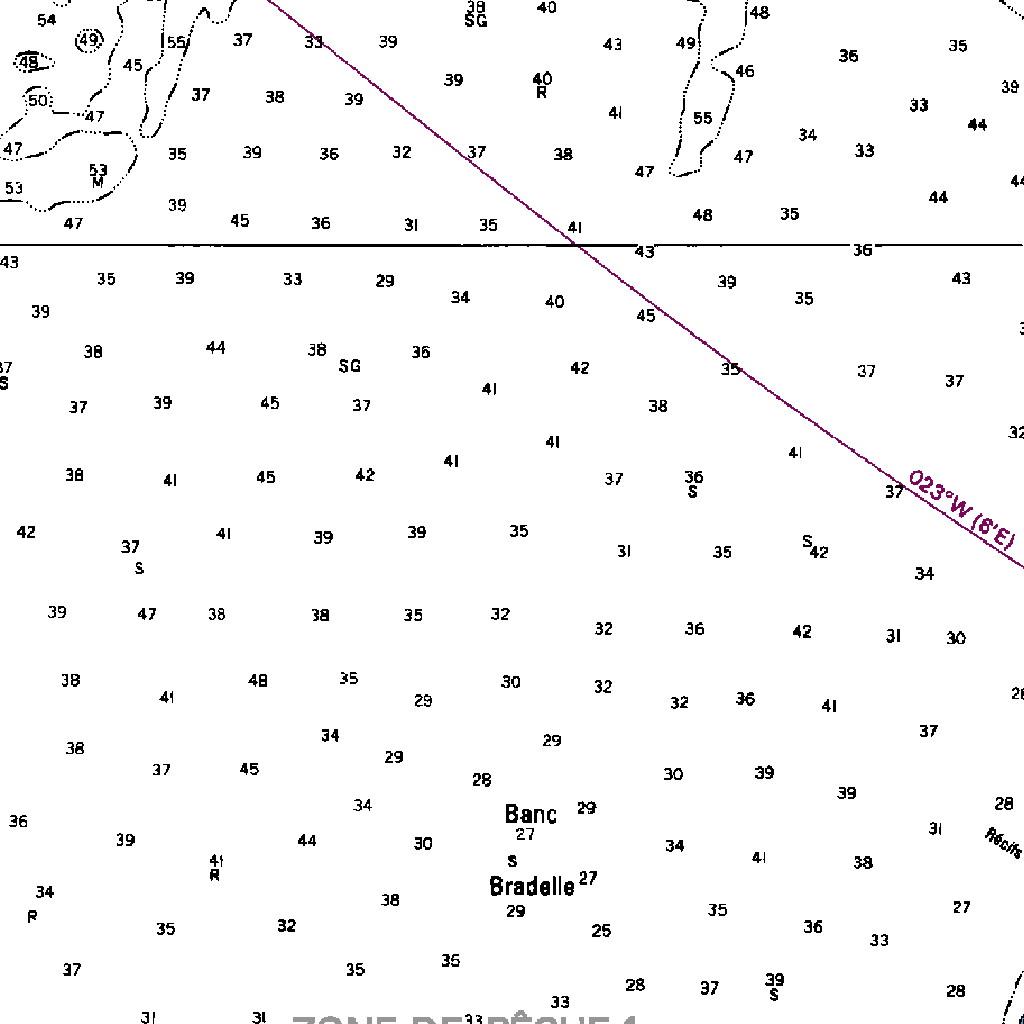 38 40 48
54 SG
49 55 37 33 39 43 49 36 35
48 45 39 40 46
50 37 38 39 R 41 55 33 39
47 34 44
47 35 39 36 32 37 38 47 47 33
53 53 M 44
39 44
47 45 36 31 35 41 48 35
43 43 36
35 39 33 29 39 43
39 34 40 45 35
38 44 38 36
37 SG 42 35 37 37
S 41
37 39 45 37 38 32
41 41
38 41 45 42 41 37 36 37
S 023°W (6'E)
42 37 41 39 39 35 31 35 S 42
S 34
39 47 38 38 35 32 32 36 42 31 30
38 41 48 35 29 30 32 32 36 41
38 34 29 29 37
37 45 28 30 39 39
36 34 Banc 29 28
39 44 30 27 34 31 Récifs
41 R S 41 38
34 Bradelle 27
R 38 29 35 27
35 32 25 36 33
37 35 36
28 37 39 28
33 S
31 31 33
ZONE DE PÊCHE 1